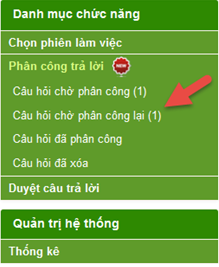 Danh mục chức năng
Chọn phiên làm việc
Phân công trả lời NEW
Câu hỏi chờ phân công (1)
Câu hỏi chờ phân công lại (1)
Câu hỏi đã phân công
Câu hỏi đã xóa
Duyệt câu trả lời
Quản trị hệ thống
Thống kê